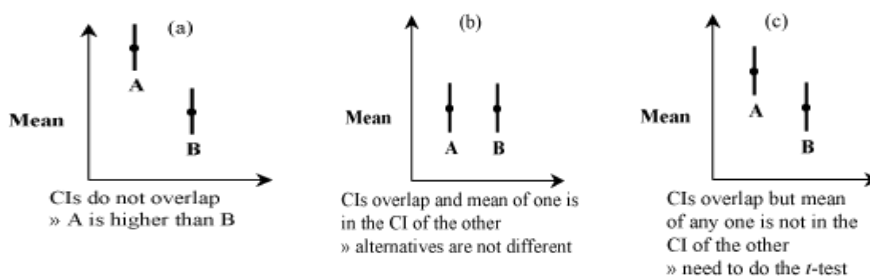 (a)
A
B
Mean
CIs do not overlap
» A is higher than B
(b)
Mean
A B
CIs overlap and mean of one is
in the CI of the other
» alternatives are not different
(c)
A
Mean
B
CIs overlap but mean
of any one is not in the
CI of the other
» need to do the t-test